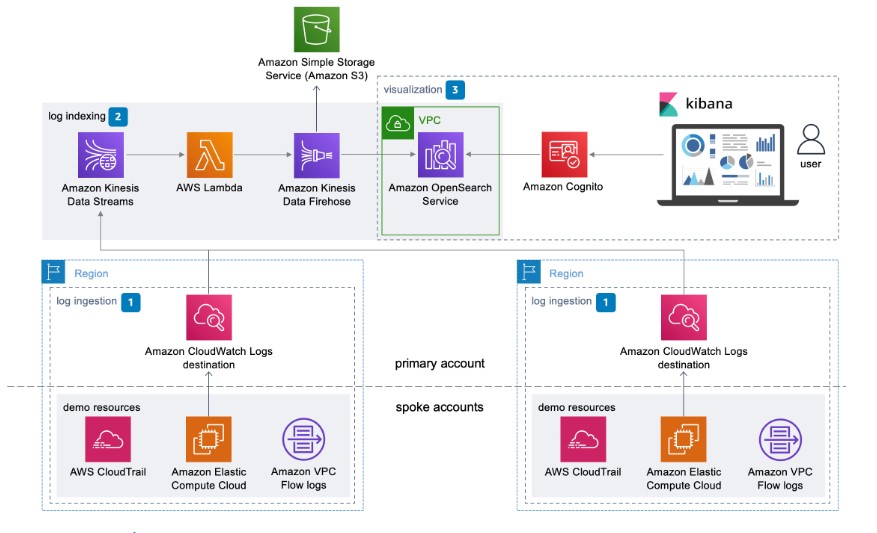 Amazon Simple Storage
Service (Amazon S3)
visualization 3
kibana
log indexing 2
VPC
user
Amazon Kinesis
Data Streams
AWS Lambda
Amazon Kinesis
Data Firehose
Amazon OpenSearch
Service
Amazon Cognito
Region
log ingestion 1
Amazon CloudWatch Logs
destination
Region
log ingestion 1
Amazon CloudWatch Logs
destination
primary account
spoke accounts
demo resources
AWS CloudTrail
Amazon Elastic
Compute Cloud
Amazon VPC
Flow logs
demo resources
AWS CloudTrail
Amazon Elastic
Compute Cloud
Amazon VPC
Flow logs